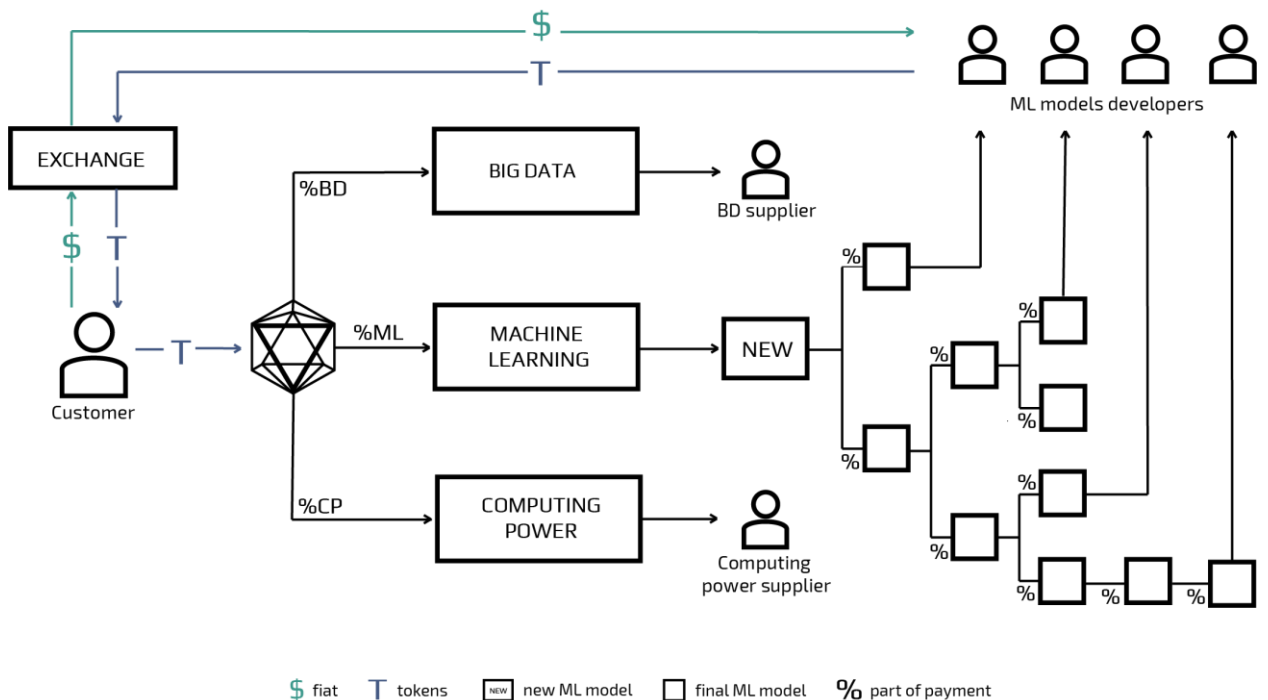 $
T
ML models developers
EXCHANGE
%BD
BIG DATA
BD supplier
$ T
%
Customer
T
%ML
MACHINE
LEARNING
NEW
%
%
%
%
%CP
COMPUTING
POWER
Computing
power supplier
%
%
% % %
$ fiat T tokens NEW new ML model final ML model % part of payment